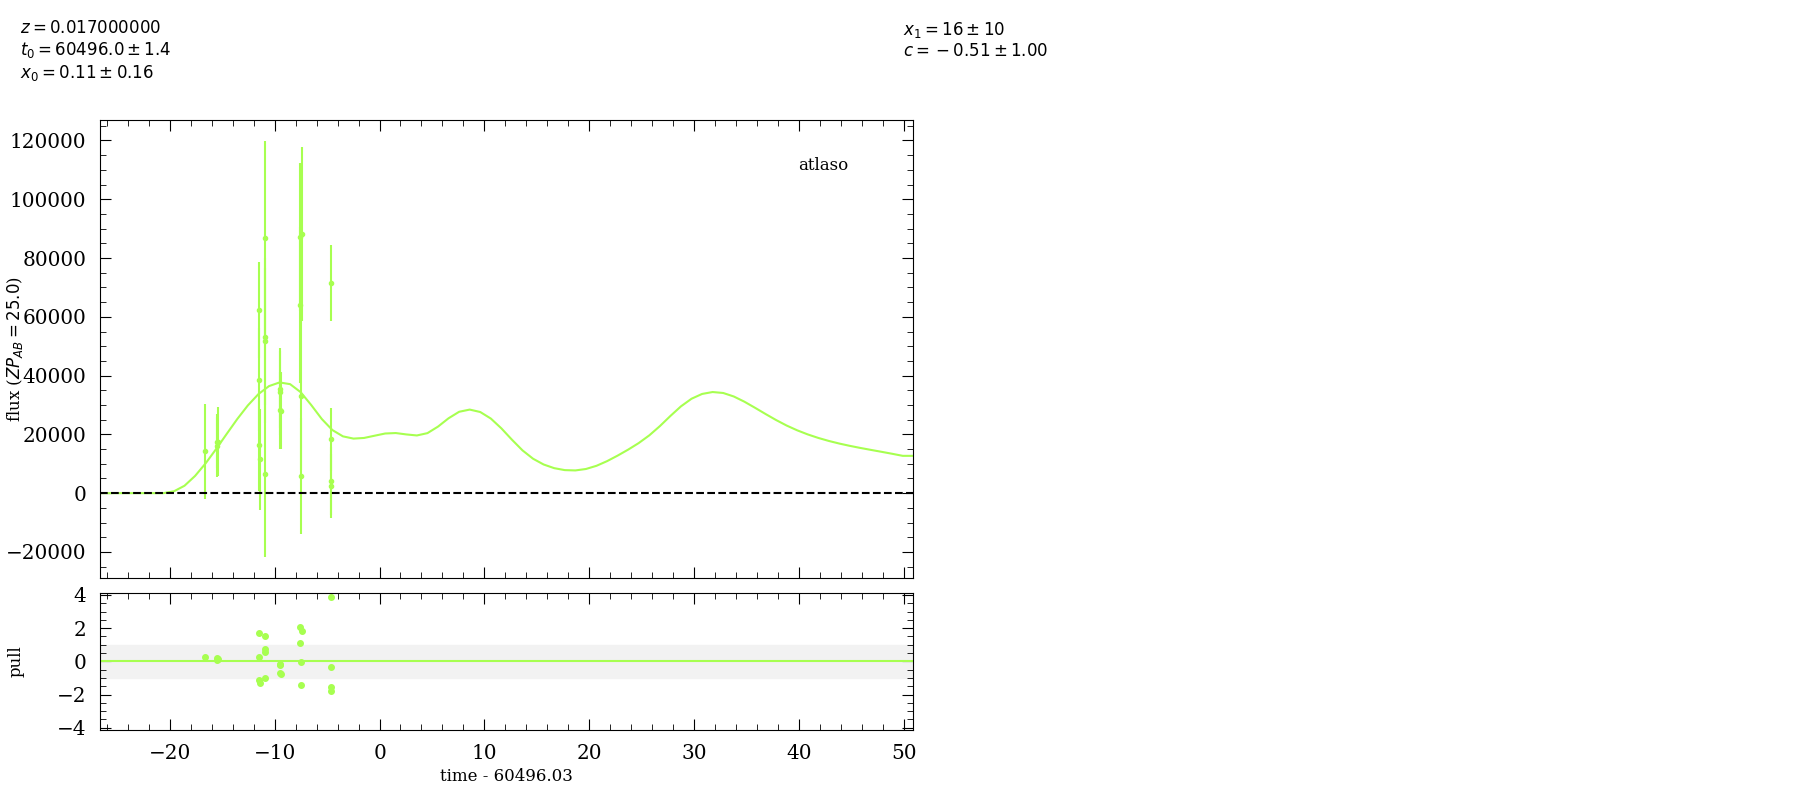 z = 0.017000000
t0 = 60496.0 ± 1.4
x0 = 0.11 ± 0.16
x1 = 16 ± 10
c = −0.51 ± 1.00
120000
100000
80000
60000
40000
20000
0
−20000
flux (ZP_AB = 25.0)
atlaso
4
2
0
−2
−4
pull
−20 −10 0 10 20 30 40 50
time - 60496.03